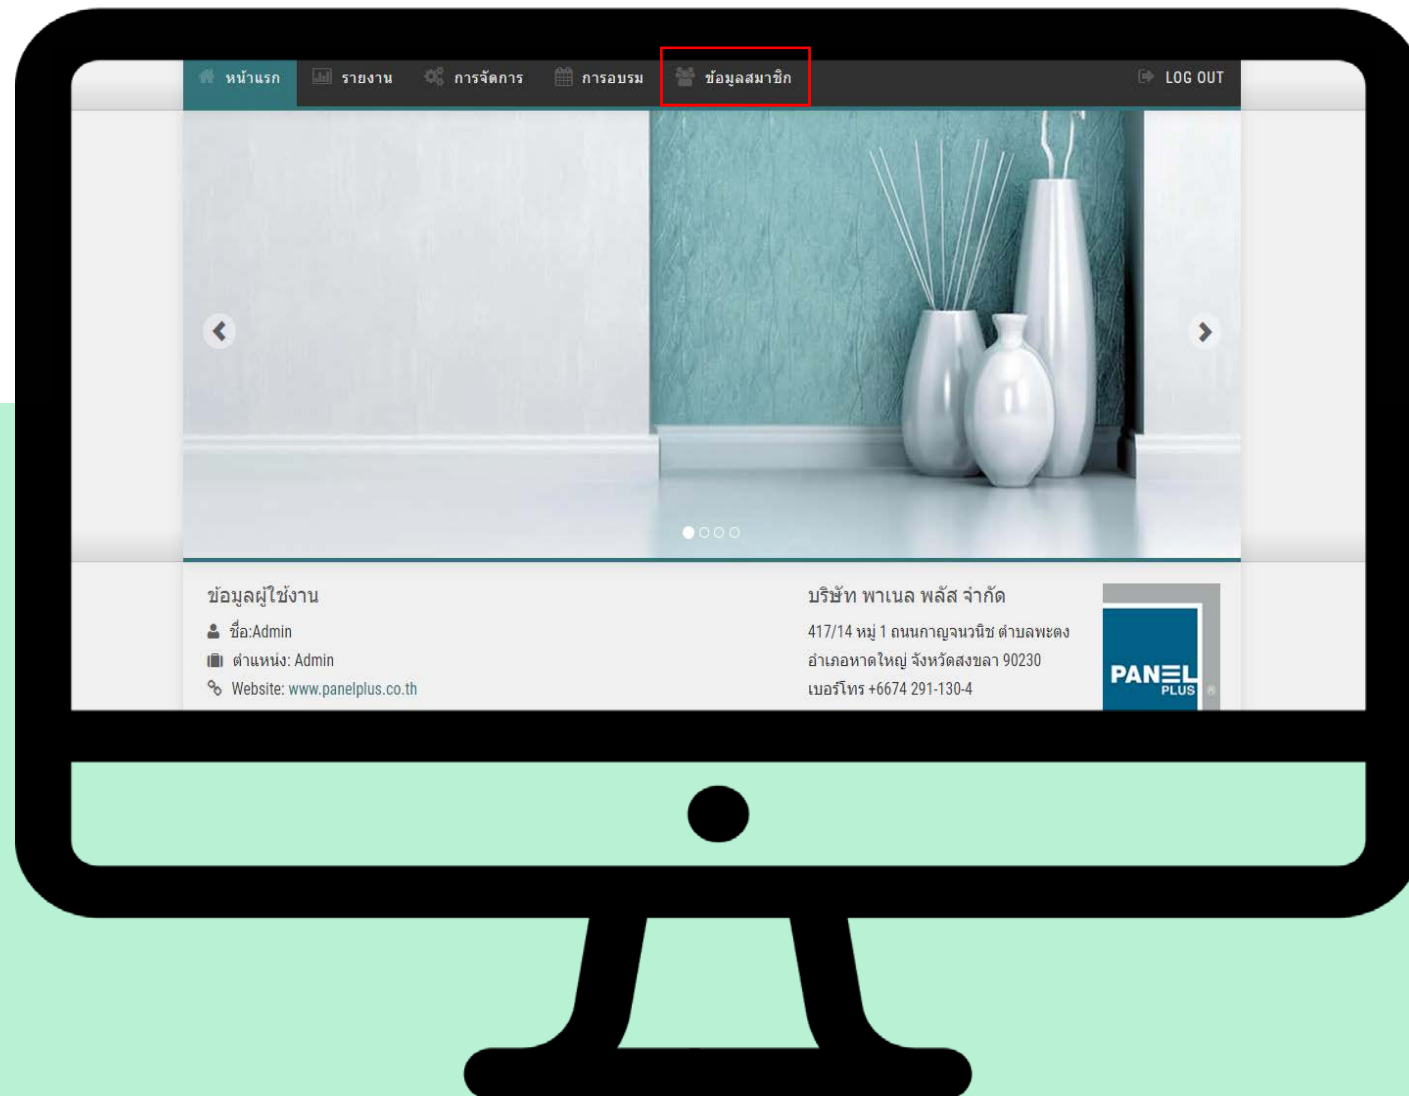 หน้าแรก รายงาน การจัดการ การอบรม ข้อมูลสมาชิก LOG OUT
ข้อมูลผู้ใช้งาน
ชื่อ:Admin
ตำแหน่ง: Admin
Website: www.panelplus.co.th
บริษัท พาเนล พลัส จำกัด
417/14 หมู่ 1 ถนนกาญจนวนิช ตำบลพะตง
อำเภอหาดใหญ่ จังหวัดสงขลา 90230
เบอร์โทร +6674 291-130-4
PANEL
PLUS ®